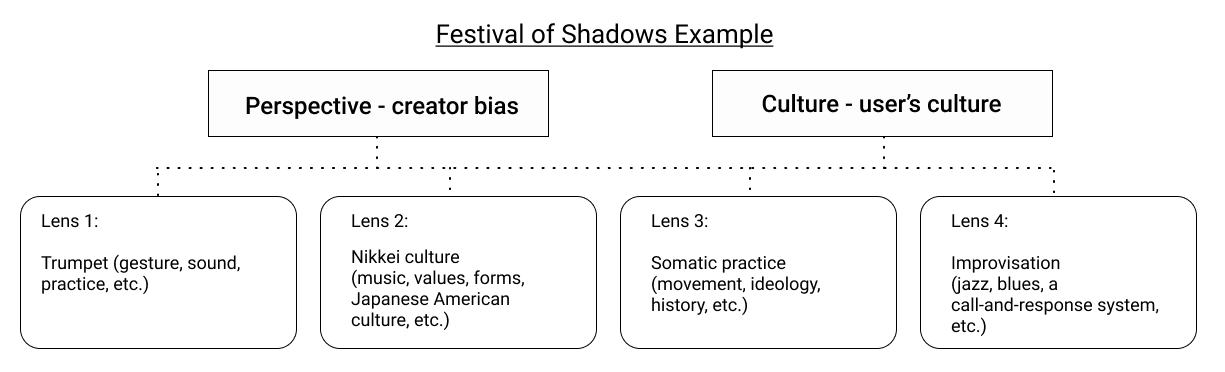 Festival of Shadows Example
Perspective - creator bias
Culture - user’s culture
Lens 1:
Trumpet (gesture, sound,
practice, etc.)
Lens 2:
Nikkei culture
(music, values, forms,
Japanese American
culture, etc.)
Lens 3:
Somatic practice
(movement, ideology,
history, etc.)
Lens 4:
Improvisation
(jazz, blues, a
call-and-response system,
etc.)